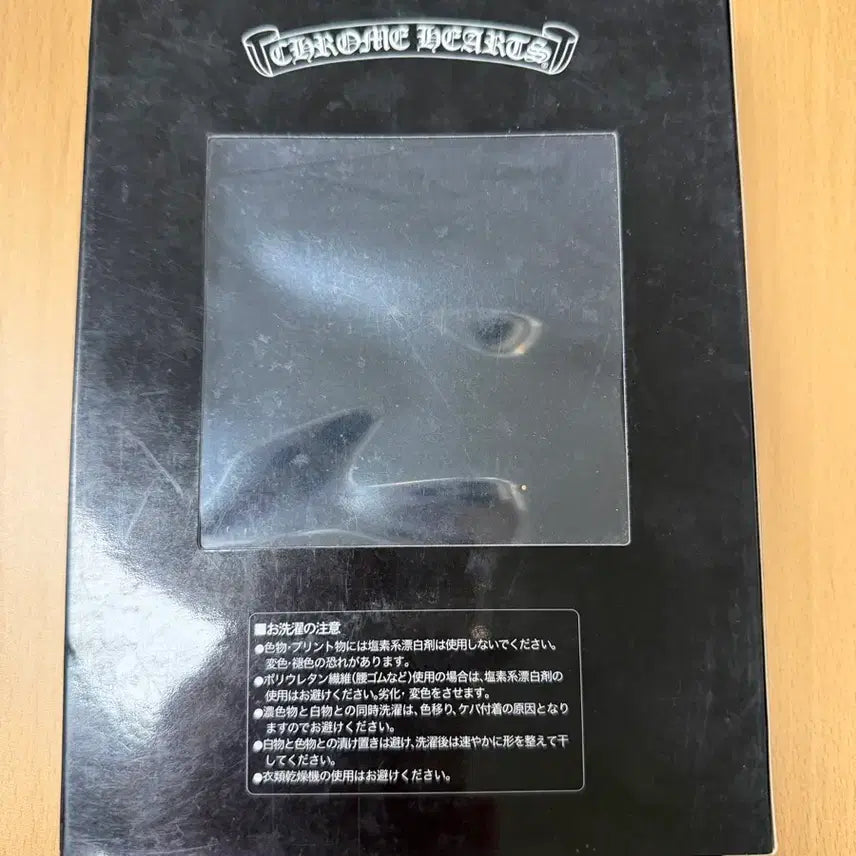 CHROME HEARTS®
■お洗濯の注意
●色物・プリント物には塩素系漂白剤は使用しないでください。
変色・褪色の恐れがあります。
●ポリウレタン繊維(腰ゴムなど)使用の場合は、塩素系漂白剤の
使用はお避けください。劣化・変色をさせます。
●濃色物と白物との同時洗濯は、色移り、ケバ付着の原因となり
ますのでお避けください。
●白物と色物との漬け置きは避け、洗濯後は速やかに形を整えて干
してください。
●衣類乾燥機の使用はお避けください。